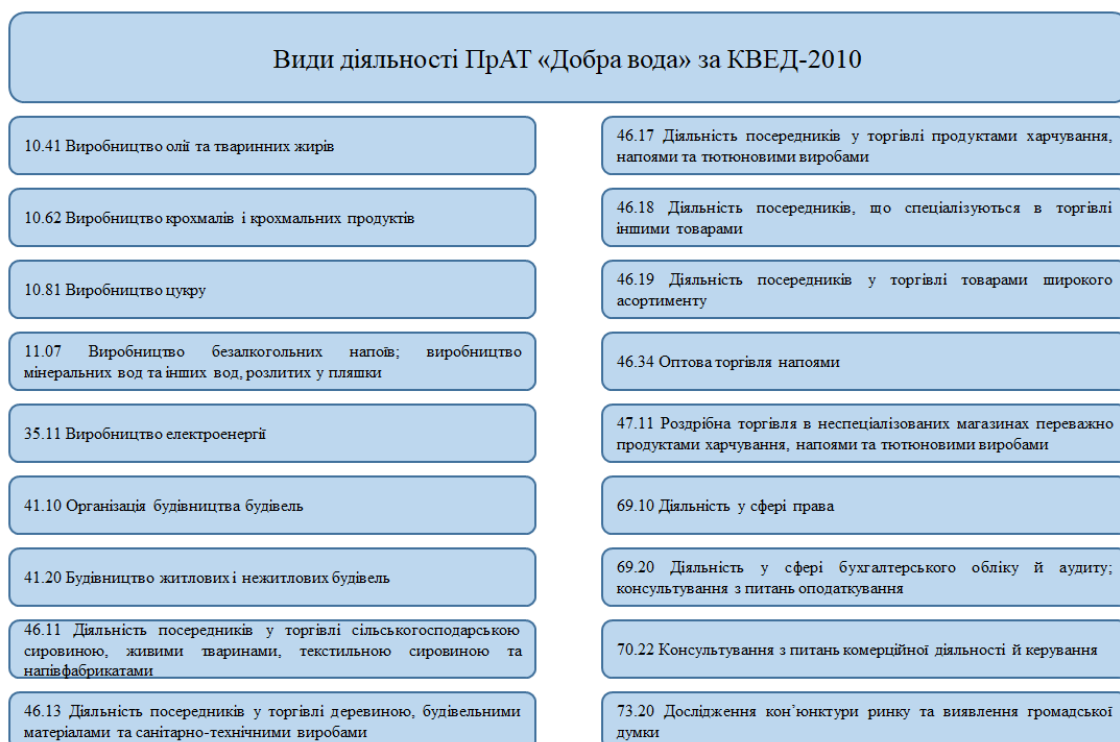 Види діяльності ПрАТ «Добра вода» за КВЕД-2010
10.41 Виробництво олії та тваринних жирів
10.62 Виробництво крохмалів і крохмальних продуктів
10.81 Виробництво цукру
11.07 Виробництво безалкогольних напоїв; виробництво
мінеральних вод та інших вод, розлитих у пляшки
35.11 Виробництво електроенергії
41.10 Організація будівництва будівель
41.20 Будівництво житлових і нежитлових будівель
46.11 Діяльність посередників у торгівлі сільськогосподарською
сировиною, живими тваринами, текстильною сировиною та
напівфабрикатами
46.13 Діяльність посередників у торгівлі деревиною, будівельними
матеріалами та санітарно-технічними виробами
46.17 Діяльність посередників у торгівлі продуктами харчування,
напоями та тютюновими виробами
46.18 Діяльність посередників, що спеціалізуються в торгівлі
іншими товарами
46.19 Діяльність посередників у торгівлі товарами широкого
асортименту
46.34 Оптова торгівля напоями
47.11 Роздрібна торгівля в неспеціалізованих магазинах переважно
продуктами харчування, напоями та тютюновими виробами
69.10 Діяльність у сфері права
69.20 Діяльність у сфері бухгалтерського обліку й аудиту;
консультування з питань оподаткування
70.22 Консультування з питань комерційної діяльності й керування
73.20 Дослідження кон’юнктури ринку та виявлення громадської
думки